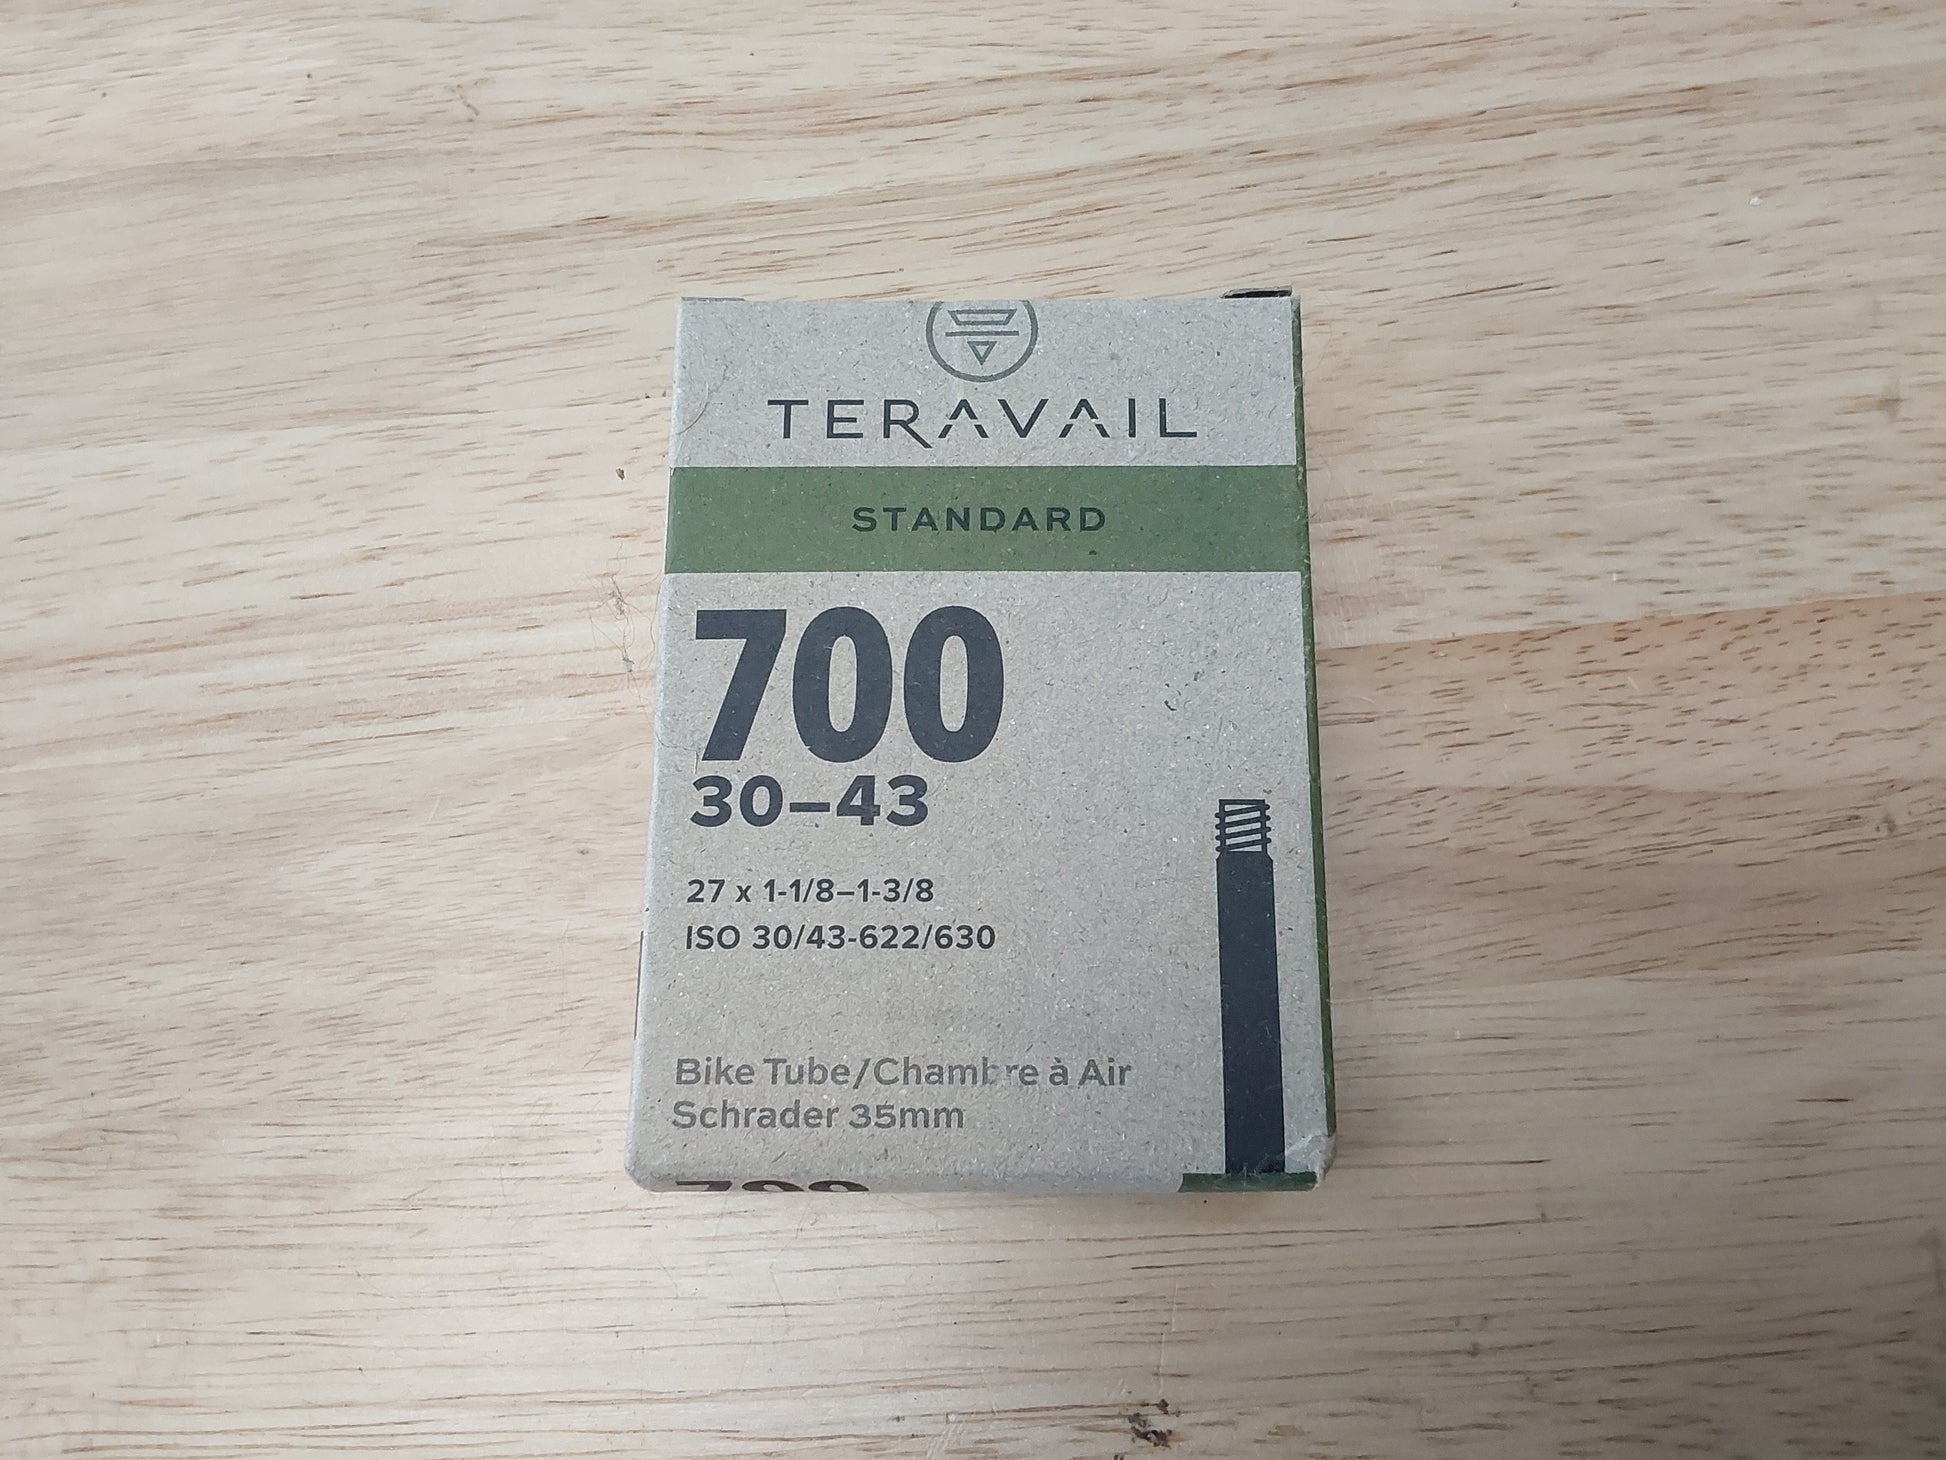 TERAVAIL
STANDARD
700
30–43
27 x 1-1/8–1-3/8
ISO 30/43-622/630
Bike Tube/Chambre à Air
Schrader 35mm
700